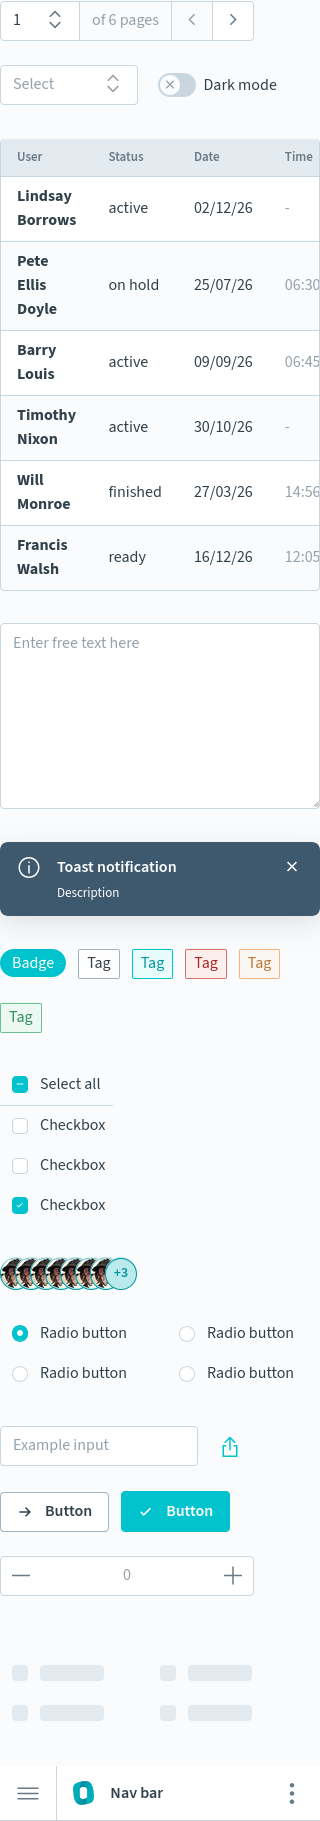 1 of 6 pages
Select Dark mode
User Status Date Time
Lindsay
Borrows active 02/12/26 -
Pete
Ellis
Doyle on hold 25/07/26 06:30
Barry
Louis active 09/09/26 06:45
Timothy
Nixon active 30/10/26 -
Will
Monroe finished 27/03/26 14:56
Francis
Walsh ready 16/12/26 12:05
Enter free text here
Toast notification
Description
Badge Tag Tag Tag Tag
Tag
Select all
Checkbox
Checkbox
Checkbox
+3
Radio button Radio button
Radio button Radio button
Example input
Button Button
0
Nav bar